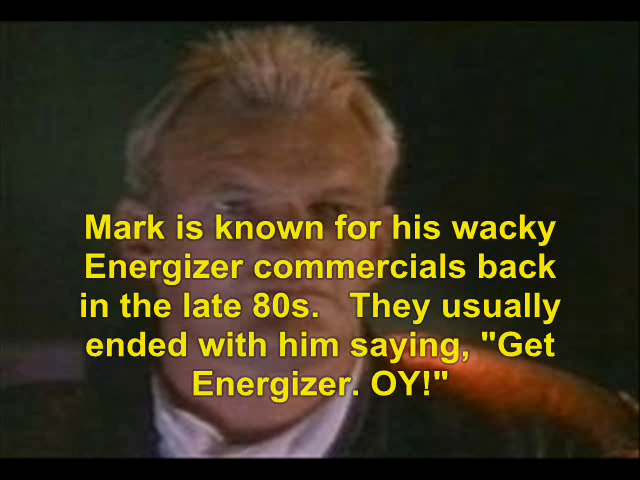 Mark is known for his wacky
Energizer commercials back
in the late 80s.   They usually
ended with him saying, "Get
Energizer. OY!"